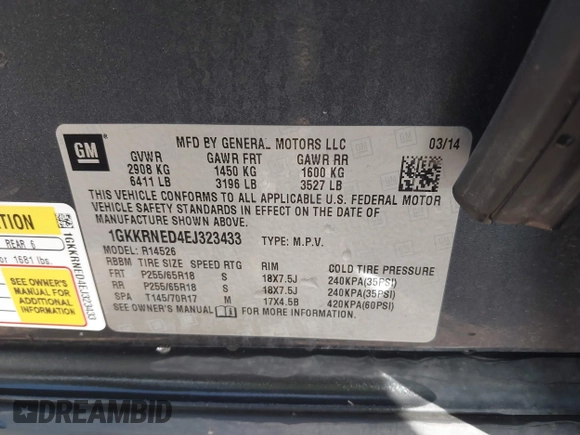 GM
MFD BY GENERAL MOTORS LLC 03/14
GVWR GAWR FRT GAWR RR
2908 KG 1450 KG 1600 KG
6411 LB 3196 LB 3527 LB
THIS VEHICLE CONFORMS TO ALL APPLICABLE U.S. FEDERAL MOTOR
VEHICLE SAFETY STANDARDS IN EFFECT ON THE DATE OF
MANUFACTURE SHOWN ABOVE.
1GKKRNED4EJ323433 TYPE: M.P.V.
MODEL: R14526
RBBM TIRE SIZE SPEED RTG RIM COLD TIRE PRESSURE
FRT P255/65R18 S 18X7.5J 240KPA(35PSI)
RR P255/65R18 S 18X7.5J 240KPA(35PSI)
SPA T145/70R17 M 17X4.5B 420KPA(60PSI)
SEE OWNER'S MANUAL FOR MORE INFORMATION.
REAR 6
1681 lbs.
SEE OWNER'S
MANUAL FOR
ADDITIONAL
INFORMATION
1GKKRNED4EJ323433
DREAMBID